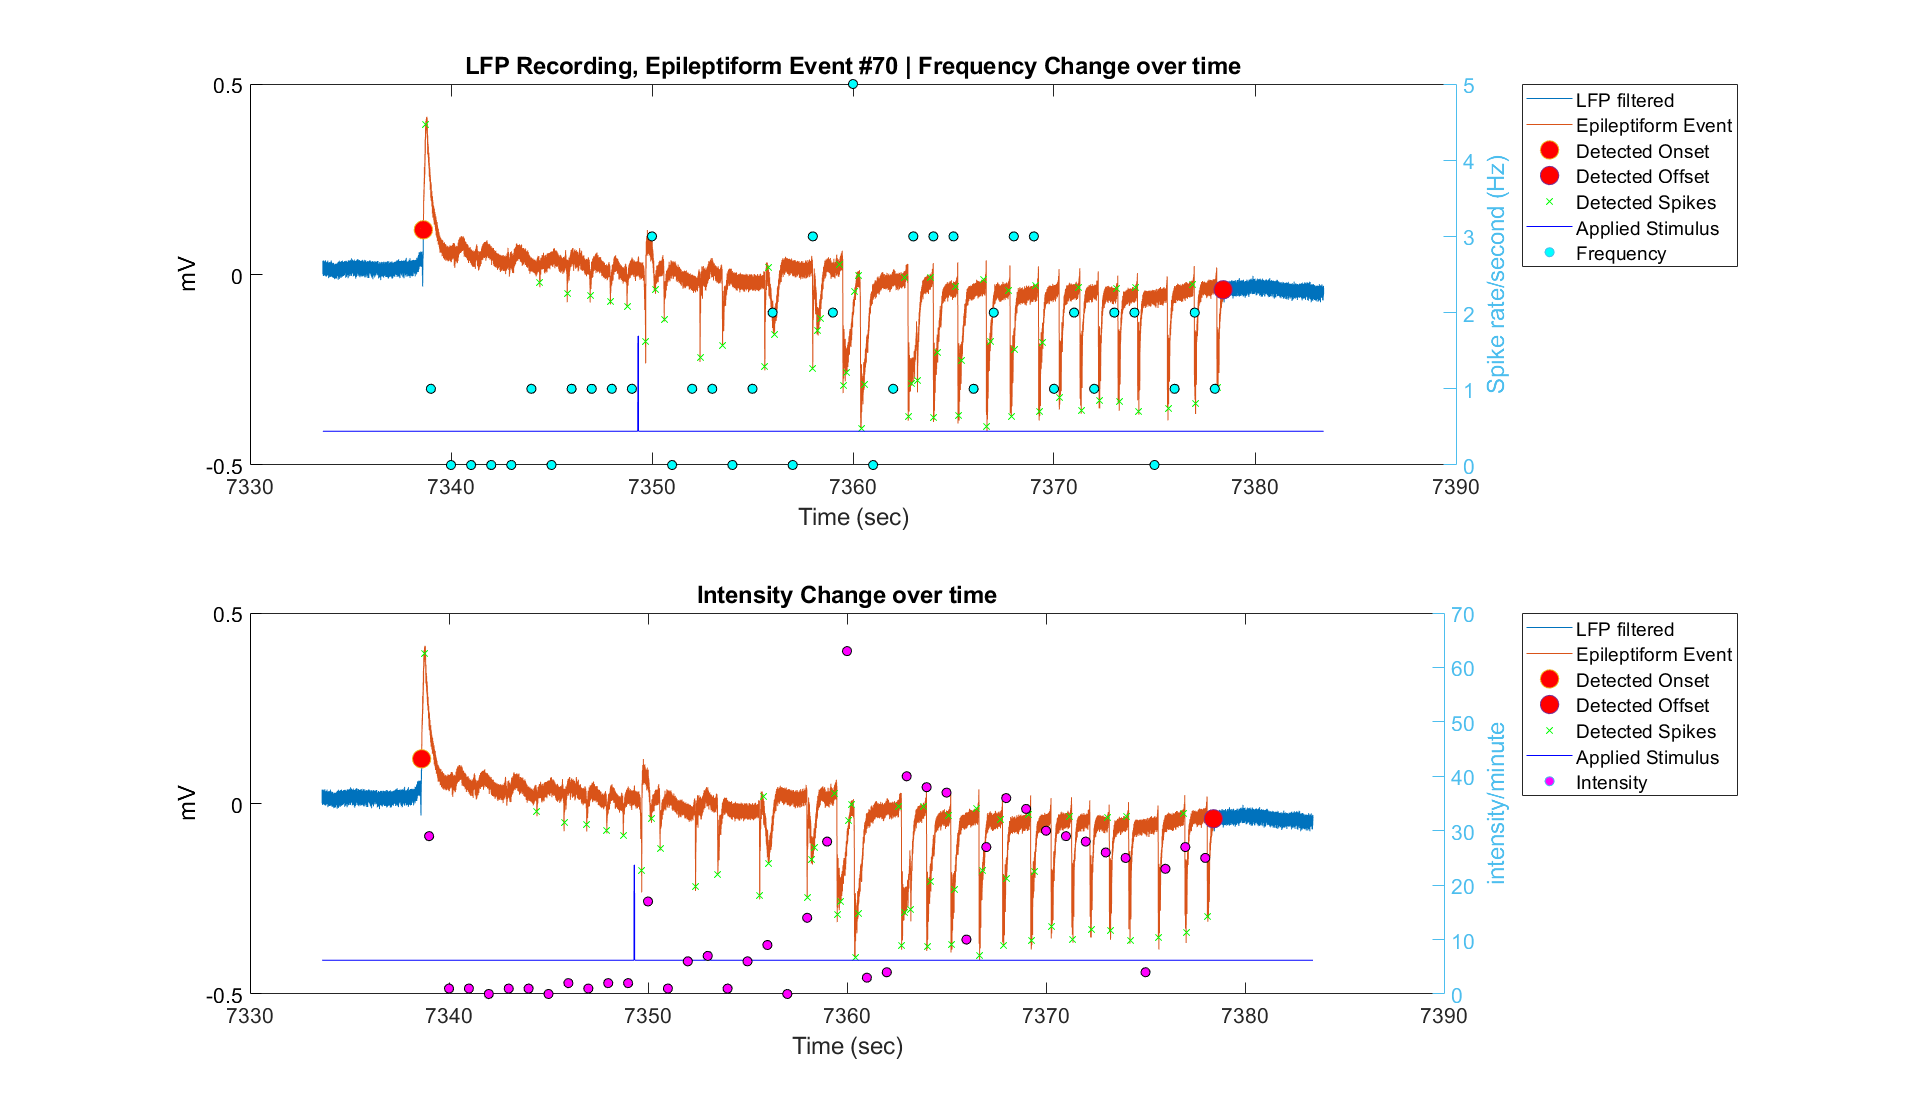 LFP Recording, Epileptiform Event #70 | Frequency Change over time
0.5
0
-0.5
mV
7330
7340
7350
7360
7370
7380
7390
Time (sec)
5
4
3
2
1
0
Spike rate/second (Hz)
LFP filtered
Epileptiform Event
Detected Onset
Detected Offset
Detected Spikes
Applied Stimulus
Frequency
Intensity Change over time
0.5
0
-0.5
mV
7330
7340
7350
7360
7370
7380
7390
Time (sec)
70
60
50
40
30
20
10
0
intensity/minute
LFP filtered
Epileptiform Event
Detected Onset
Detected Offset
Detected Spikes
Applied Stimulus
Intensity